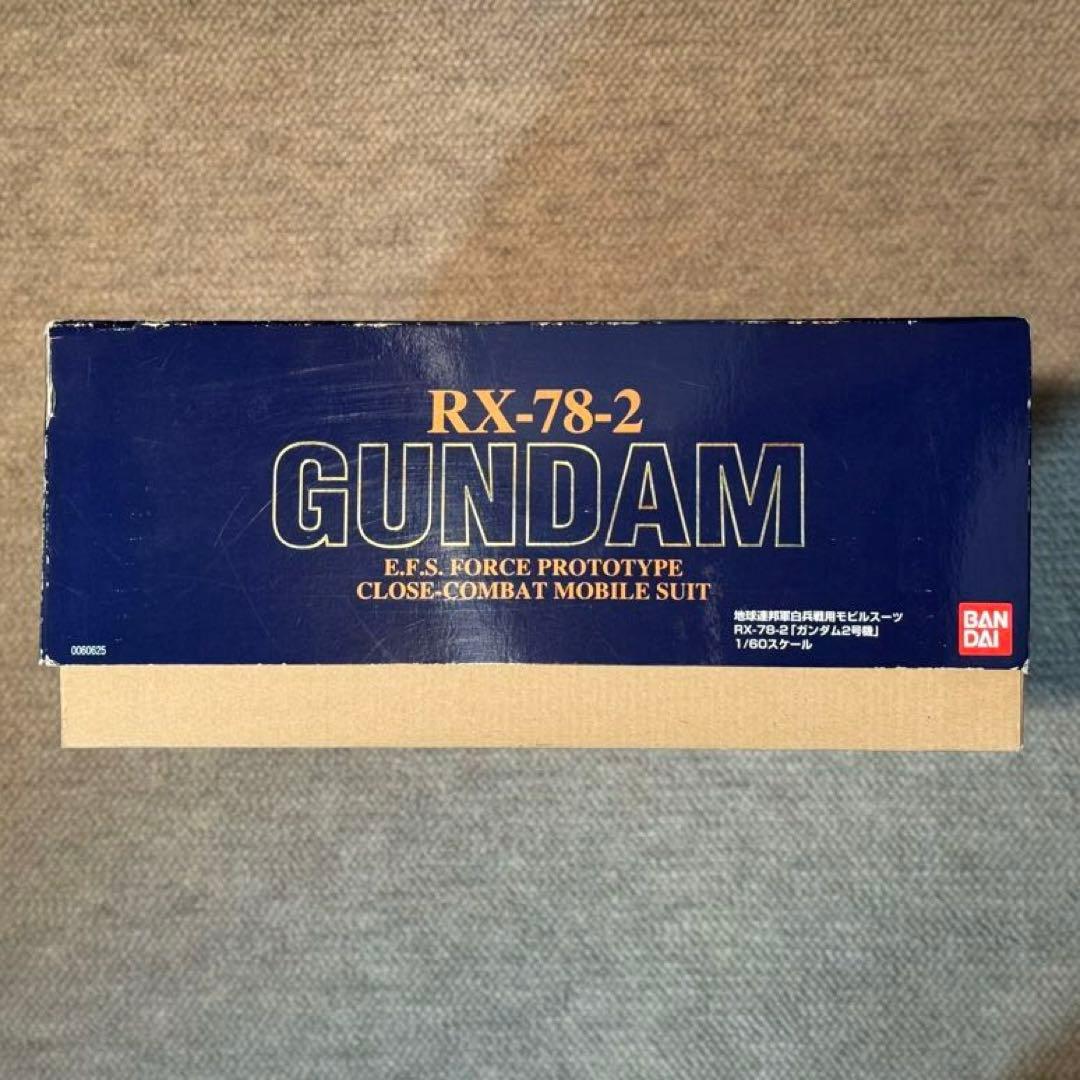 RX-78-2
GUNDAM
E.F.S. FORCE PROTOTYPE
CLOSE-COMBAT MOBILE SUIT
地球連邦軍白兵戦用モビルスーツ
RX-78-2「ガンダム2号機」
1/60スケール
BAN
DAI
0060625